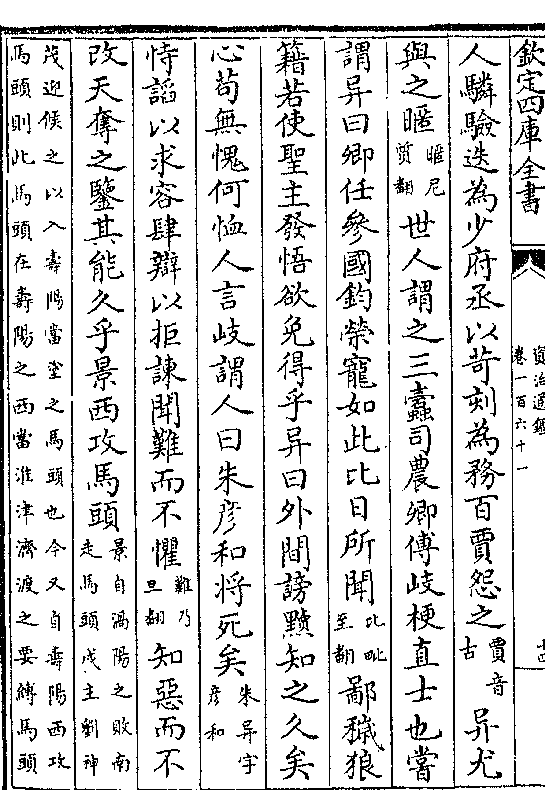 欽定四庫全書
資治通鑑
卷一百六十一
十四
人驎驗迭為少府丞以苛刻為務百賈怨之賈音古异尤
與之暱暱尼質翻世人謂之三蠹司農卿傅岐梗直士也嘗
謂异曰卿任參國鈞榮寵如此比日所聞比毗至翻鄙穢狼
籍若使聖主發悟欲免得乎异曰外間謗黷知之久矣
心苟無愧何恤人言岐謂人曰朱彥和將死矣朱异字彥和
恃諂以求容肆辯以拒諫聞難而不懼難乃旦翻知惡而不
改天奪之鑒其能久乎景西攻馬頭景自渦陽之敗南走馬頭戍主劉神
茂迎候之以入壽陽當塗之馬頭也今又自壽陽西攻馬頭則此馬頭在壽陽之西當淮津濟渡之要縛馬頭